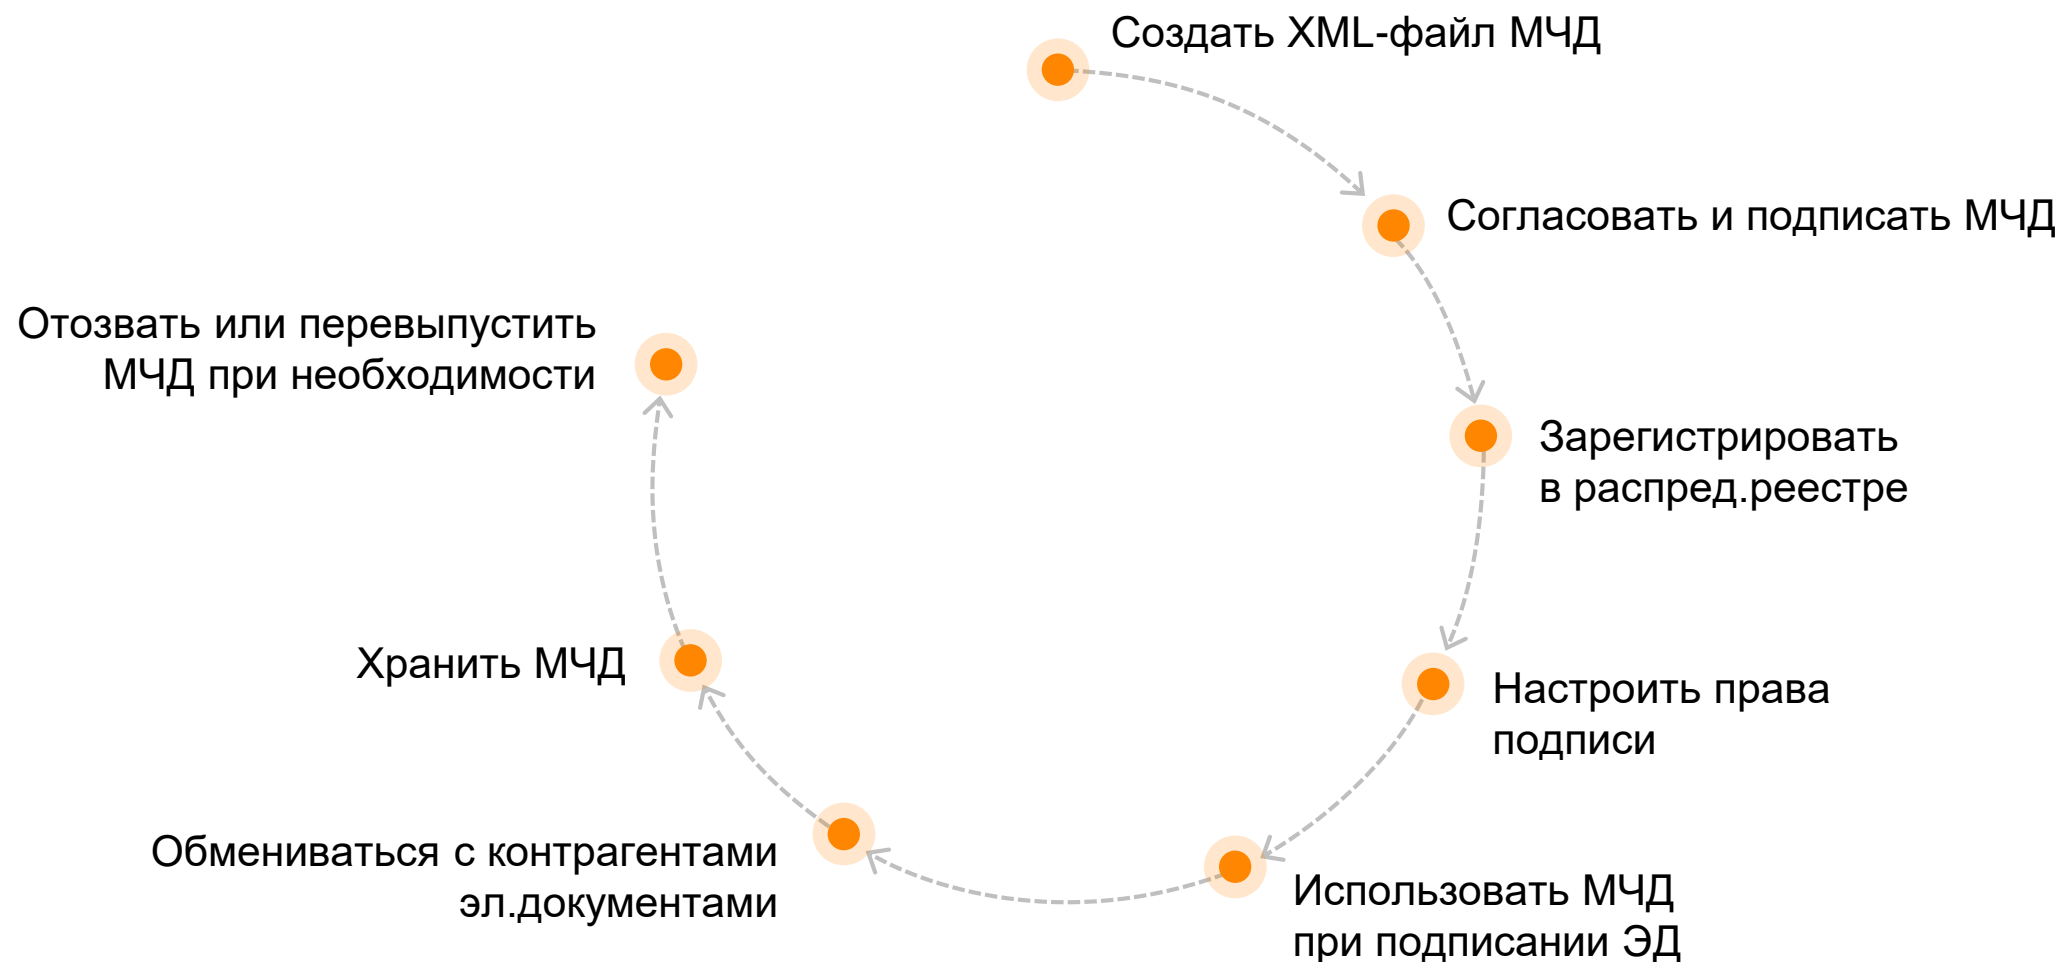 Создать XML-файл МЧД
Согласовать и подписать МЧД
Зарегистрировать
в распред.реестре
Настроить права
подписи
Использовать МЧД
при подписании ЭД
Обмениваться с контрагентами
эл.документами
Хранить МЧД
Отозвать или перевыпустить
МЧД при необходимости